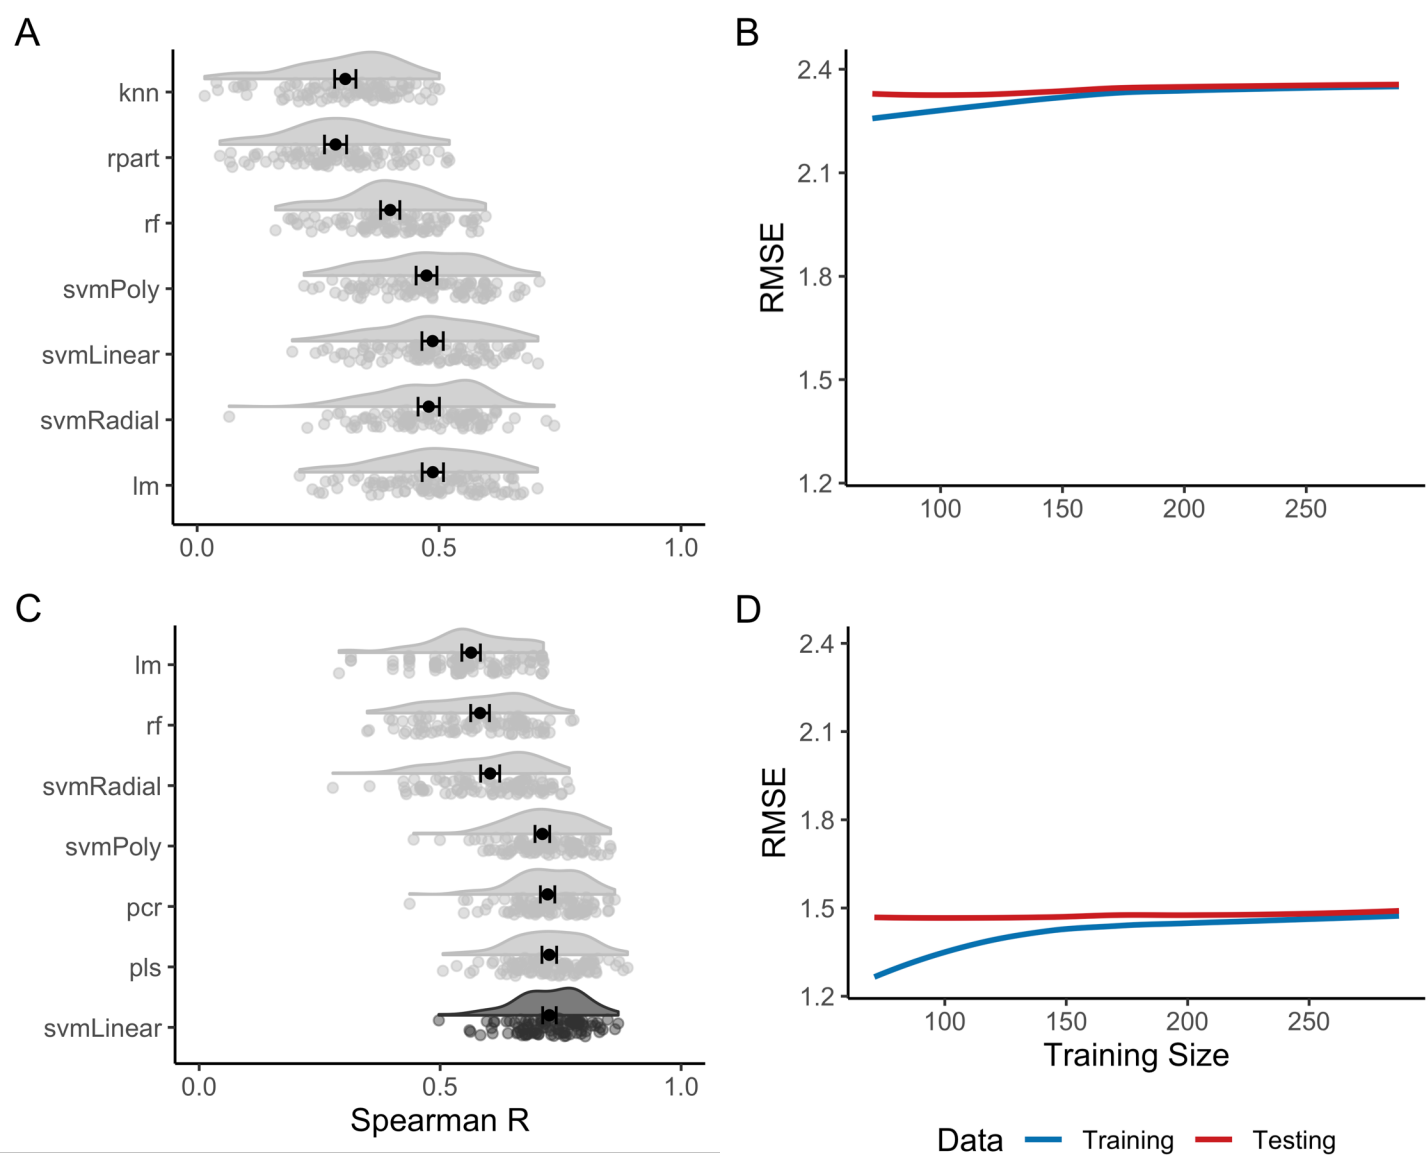 A
knn
rpart
rf
svmPoly
svmLinear
svmRadial
lm
0.0 0.5 1.0
B
RMSE
2.4
2.1
1.8
1.5
1.2
100 150 200 250
C
lm
rf
svmRadial
svmPoly
pcr
pls
svmLinear
0.0 0.5 1.0
Spearman R
D
RMSE
2.4
2.1
1.8
1.5
1.2
100 150 200 250
Training Size
Data Training Testing